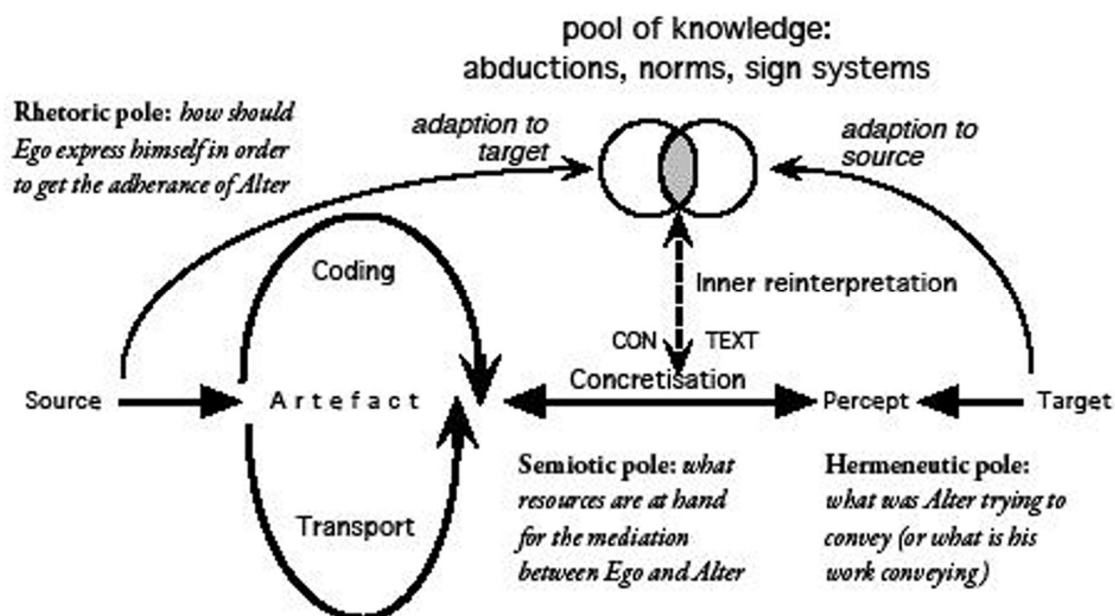 pool of knowledge:
abductions, norms, sign systems
Rhetoric pole: how should
Ego express himself in order
to get the adherance of Alter
adaption to
target
adaption to
source
Coding
Inner reinterpretation
CON TEXT
Concretisation
Source
Artefact
Percept
Target
Transport
Semiotic pole: what
resources are at hand
for the mediation
between Ego and Alter
Hermeneutic pole:
what was Alter trying to
convey (or what is his
work conveying)